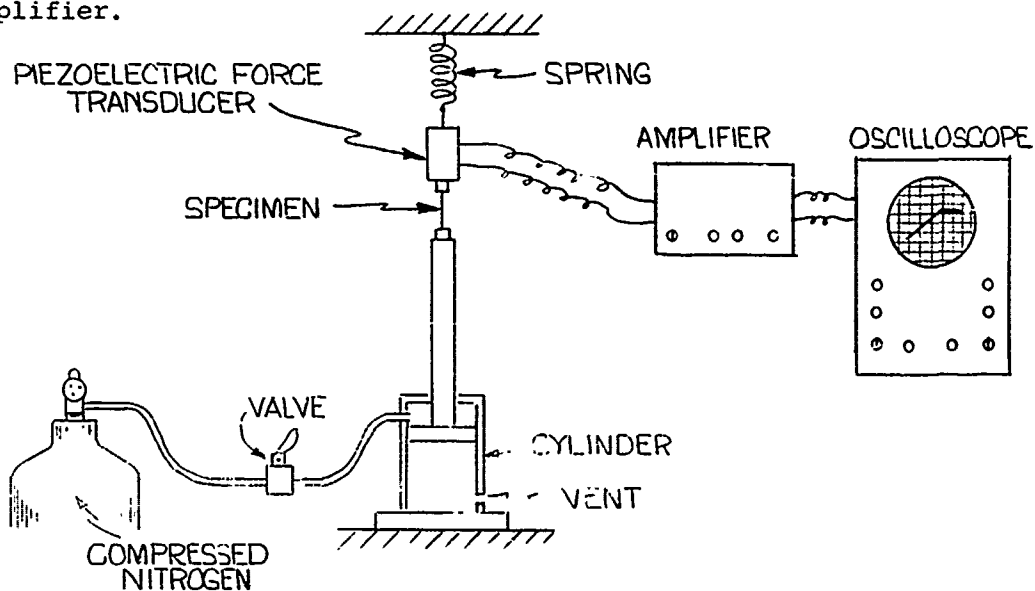 plifier.
PIEZOELECTRIC FORCE
TRANSDUCER
SPRING
AMPLIFIER
OSCILLOSCOPE
SPECIMEN
VALVE
CYLINDER
VENT
COMPRESSED
NITROGEN